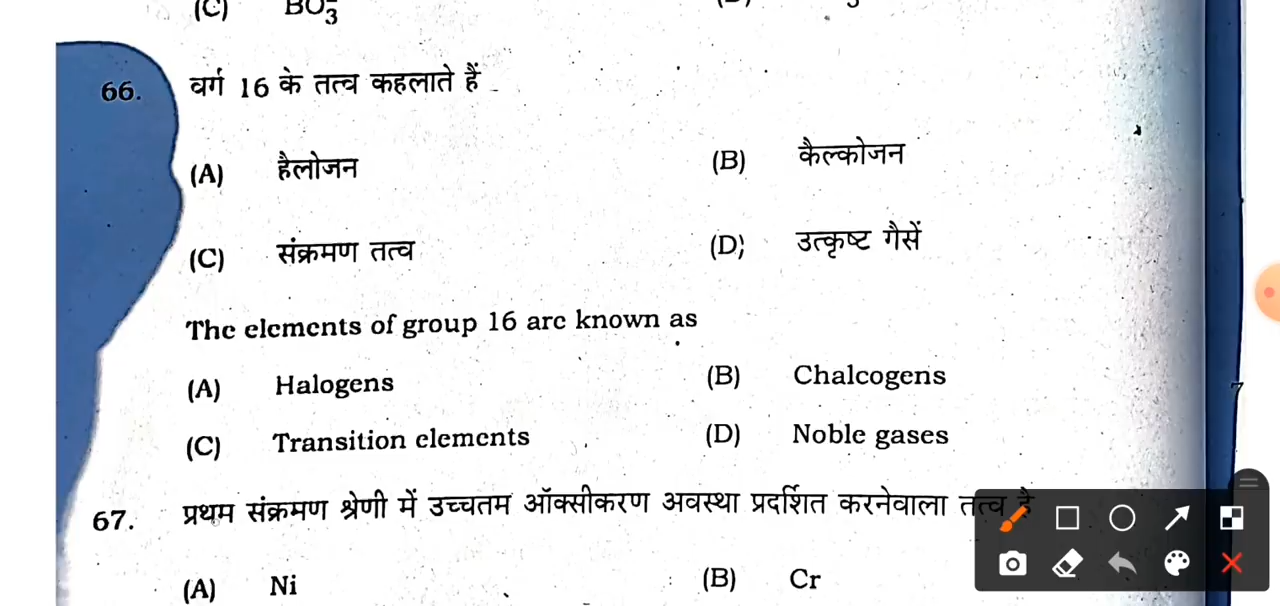 (C) BO₃⁻
66. वर्ग 16 के तत्व कहलाते हैं
(A) हैलोजन (B) कैल्कोजन
(C) संक्रमण तत्व (D) उत्कृष्ट गैसें
The elements of group 16 are known as
(A) Halogens (B) Chalcogens
(C) Transition elements (D) Noble gases
67. प्रथम संक्रमण श्रेणी में उच्चतम ऑक्सीकरण अवस्था प्रदर्शित करनेवाला तत्व है
(A) Ni (B) Cr